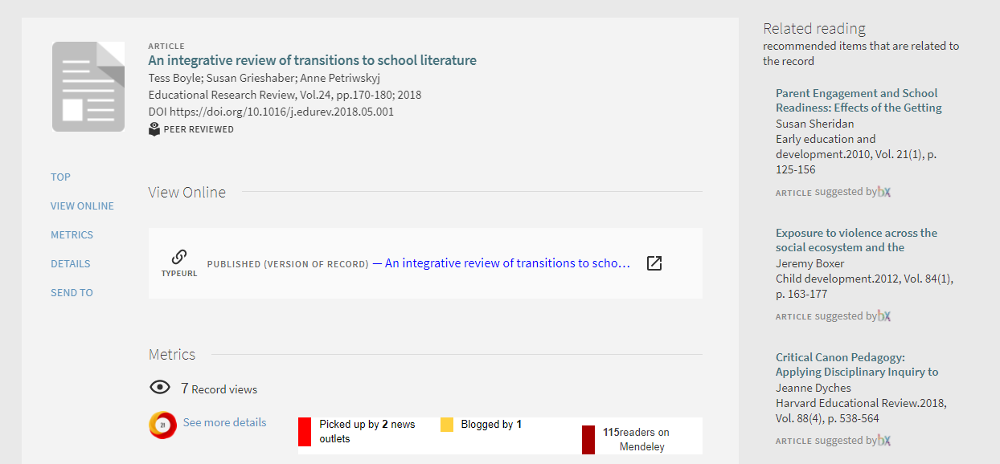 ARTICLE
An integrative review of transitions to school literature
Tess Boyle; Susan Grieshaber; Anne Petriwskyj
Educational Research Review, Vol.24, pp.170-180; 2018
DOI https://doi.org/10.1016/j.edurev.2018.05.001
PEER REVIEWED
TOP
VIEW ONLINE
METRICS
DETAILS
SEND TO
View Online
TYPEURL
PUBLISHED (VERSION OF RECORD) — An integrative review of transitions to scho…
Metrics
7 Record views
21
See more details
Picked up by 2 news
outlets
Blogged by 1
115readers on
Mendeley
Related reading
recommended items that are related to
the record
Parent Engagement and School
Readiness: Effects of the Getting
Susan Sheridan
Early education and
development.2010, Vol. 21(1), p.
125-156
ARTICLE suggested by bX
Exposure to violence across the
social ecosystem and the
Jeremy Boxer
Child development.2012, Vol. 84(1),
p. 163-177
ARTICLE suggested by bX
Critical Canon Pedagogy:
Applying Disciplinary Inquiry to
Jeanne Dyches
Harvard Educational Review.2018,
Vol. 88(4), p. 538-564
ARTICLE suggested by bX